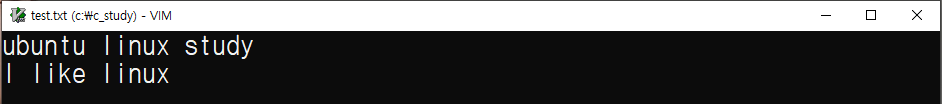 test.txt (c:\c_study) - VIM
ubuntu linux study
I like linux